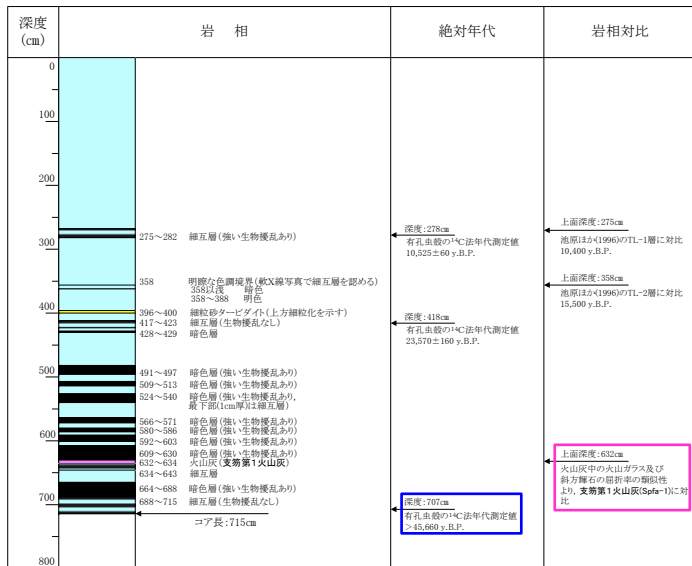 深度
(cm)
岩　相
絶対年代
岩相対比
0
100
200
300
400
500
600
700
800
275～282　細互層(強い生物擾乱あり)
358　明瞭な色調境界(軟X線写真で細互層を認める)
358以浅　暗色
358～388　明色
396～400　細粒砂タービダイト(上方細粒化を示す)
417～423　細互層(生物擾乱なし)
428～429　暗色層
491～497　暗色層(強い生物擾乱あり)
509～513　暗色層(強い生物擾乱あり)
524～540　暗色層(強い生物擾乱あり,
最下部(1cm厚)は細互層)
566～571　暗色層(強い生物擾乱あり)
580～586　暗色層(強い生物擾乱あり)
592～603　暗色層(強い生物擾乱あり)
609～630　暗色層(強い生物擾乱あり)
632～634　火山灰(支笏第1火山灰)
634～643　細互層
664～688　暗色層(強い生物擾乱あり)
688～715　細互層(生物擾乱なし)
コア長:715cm
深度:278cm
有孔虫殻の¹⁴C法年代測定値
10,525±60 y.B.P.
深度:418cm
有孔虫殻の¹⁴C法年代測定値
23,570±160 y.B.P.
深度:707cm
有孔虫殻の¹⁴C法年代測定値
>45,660 y.B.P.
上面深度:275cm
池原ほか(1996)のTL-1層に対比
10,400 y.B.P.
上面深度:358cm
池原ほか(1996)のTL-2層に対比
15,500 y.B.P.
上面深度:632cm
火山灰中の火山ガラス及び
斜方輝石の屈折率の類似性
より, 支笏第1火山灰(Spfa-1)に対
比